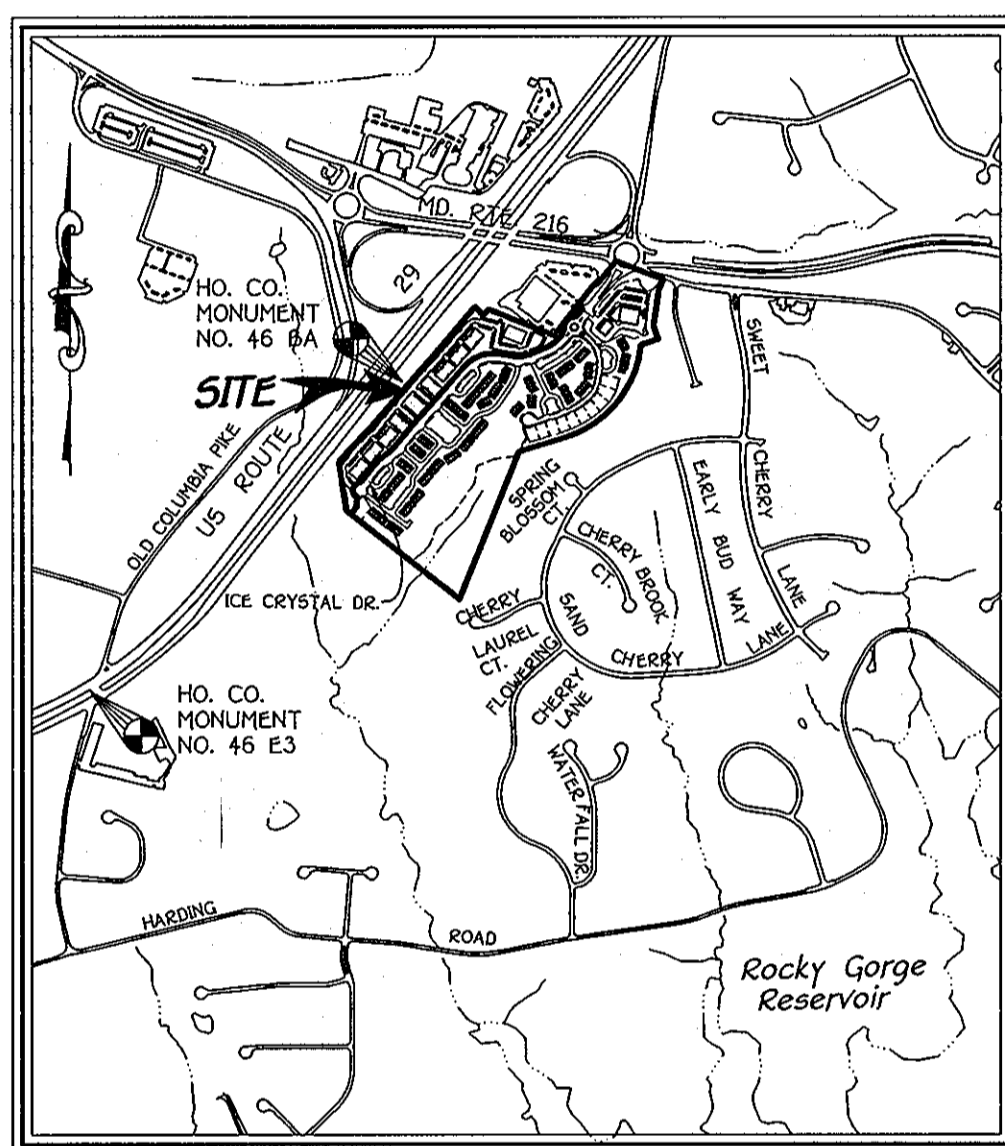 MD. RTE 216
29
HO. CO.
MONUMENT
NO. 46 BA
SITE
OLD COLUMBIA PIKE
US ROUTE
SWEET
CHERRY
LANE
SPRING
BLOSSOM
CT.
EARLY BUD WAY
CHERRY BROOK
CT.
ICE CRYSTAL DR.
CHERRY
LAUREL
CT.
SAND
CHERRY
LANE
FLOWERING
CHERRY
LANE
HO. CO.
MONUMENT
NO. 46 E3
WATER FALL DR.
HARDING
ROAD
Rocky Gorge
Reservoir